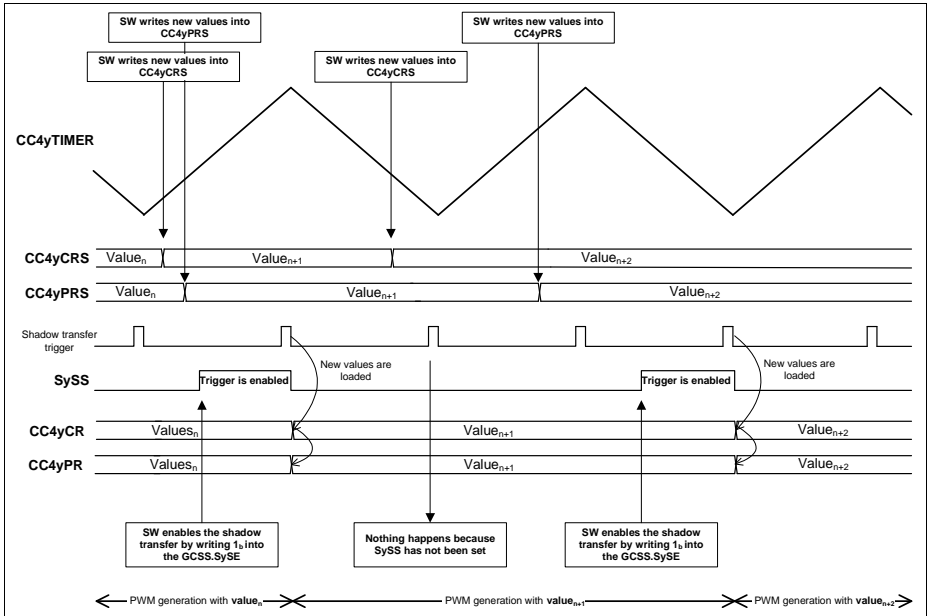 SW writes new values into
CC4yPRS
SW writes new values into
CC4yPRS
SW writes new values into
CC4yCRS
SW writes new values into
CC4yCRS
CC4yTIMER
CC4yCRS
Valueₙ
Valueₙ₊₁
Valueₙ₊₂
CC4yPRS
Valueₙ
Valueₙ₊₁
Valueₙ₊₂
Shadow transfer
trigger
New values are
loaded
New values are
loaded
SySS
Trigger is enabled
Trigger is enabled
CC4yCR
Valuesₙ
Valueₙ₊₁
Valueₙ₊₂
CC4yPR
Valuesₙ
Valueₙ₊₁
Valueₙ₊₂
SW enables the shadow
transfer by writing 1b into
the GCSS.SySE
Nothing happens because
SySS has not been set
SW enables the shadow
transfer by writing 1b into
the GCSS.SySE
PWM generation with valueₙ
PWM generation with valueₙ₊₁
PWM generation with valueₙ₊₂